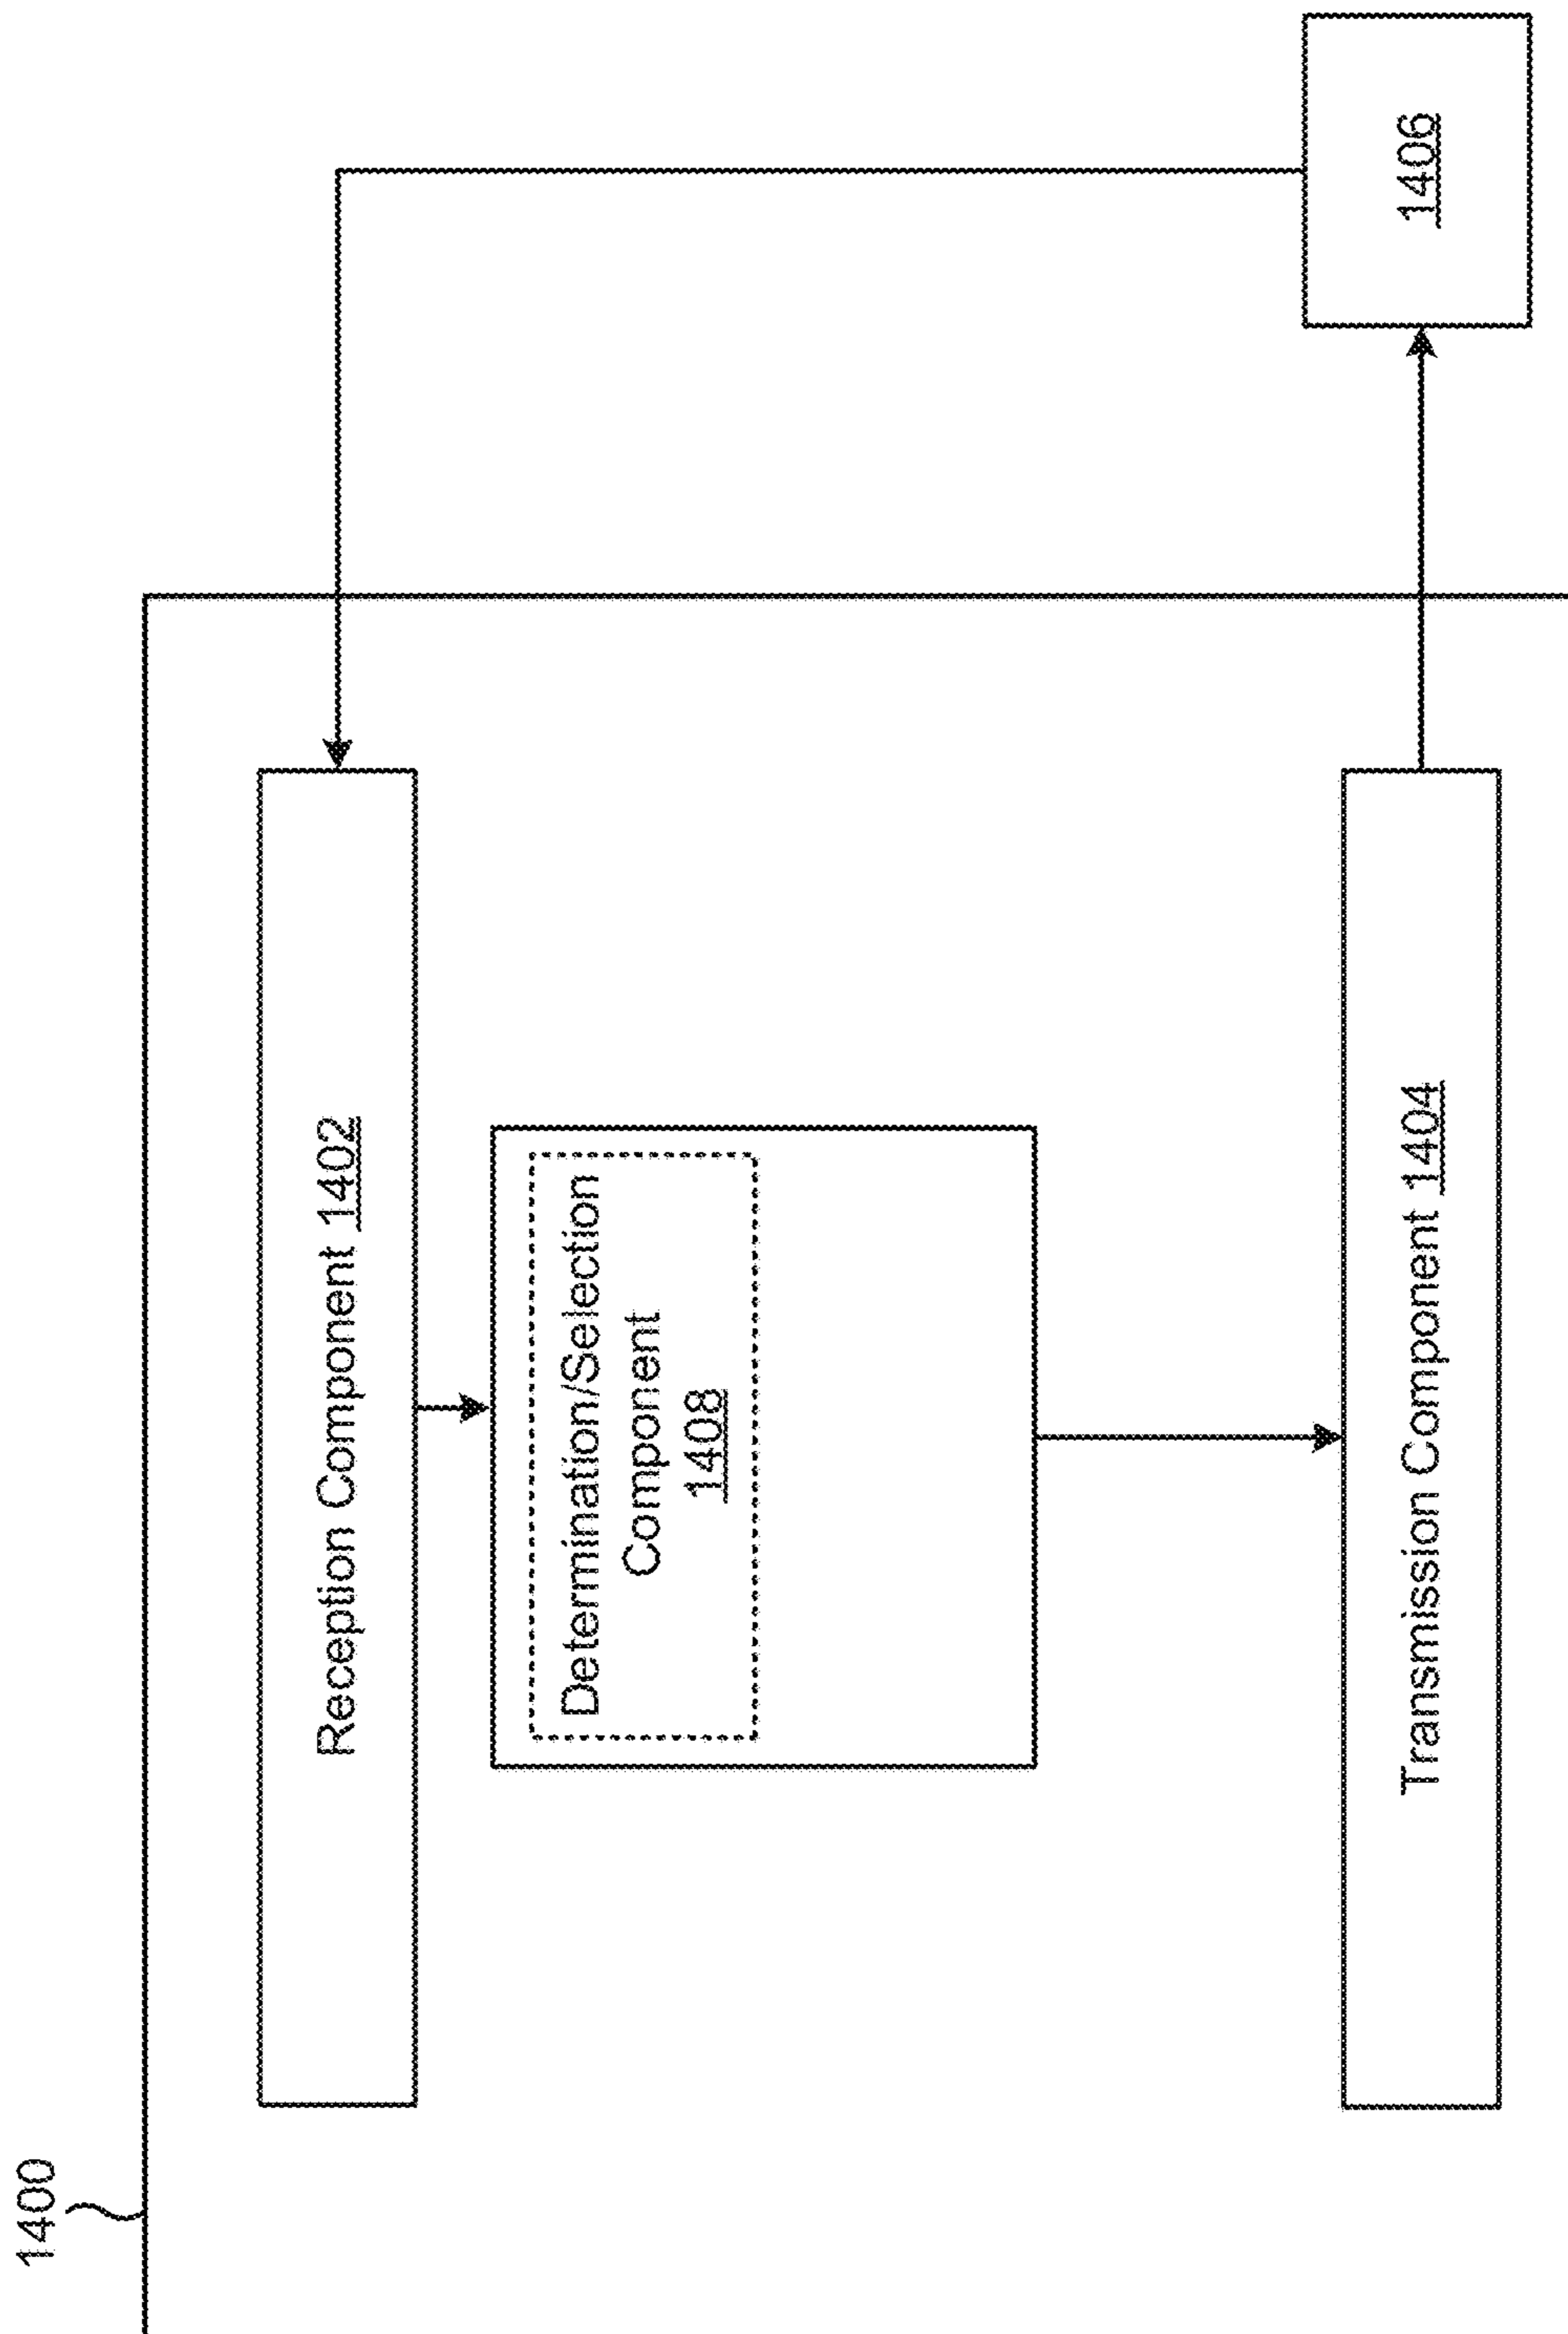 1400
Reception Component 1402
Determination/Selection
Component
1408
Transmission Component 1404
1406